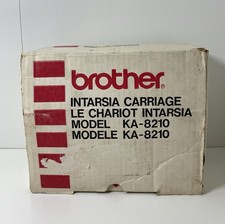 brother®
INTARSIA CARRIAGE
LE CHARIOT INTARSIA
MODEL KA-8210
MODELE KA-8210